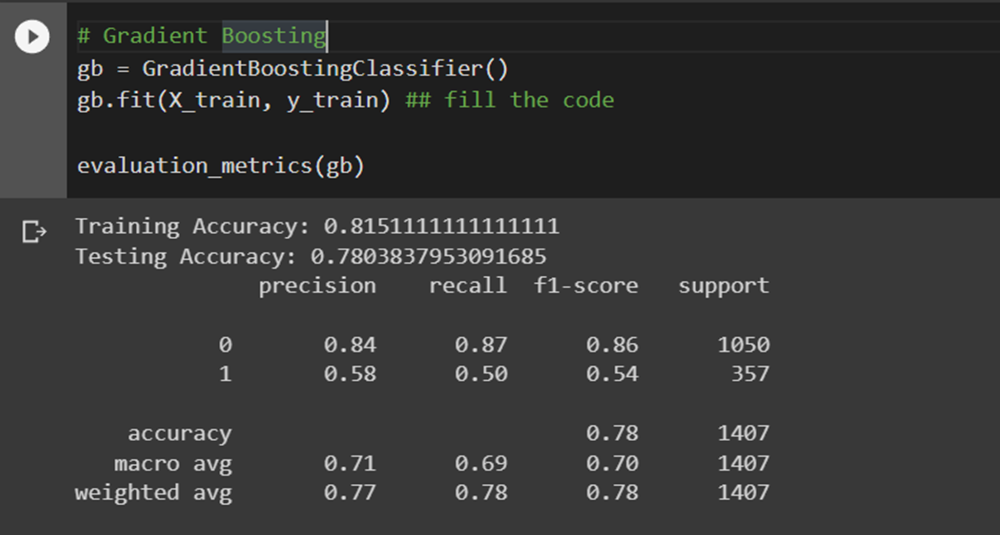 # Gradient Boosting
gb = GradientBoostingClassifier()
gb.fit(X_train, y_train) ## fill the code
evaluation_metrics(gb)
Training Accuracy: 0.8151111111111111
Testing Accuracy: 0.7803837953091685
precision recall f1-score support
0 0.84 0.87 0.86 1050
1 0.58 0.50 0.54 357
accuracy 0.78 1407
macro avg 0.71 0.69 0.70 1407
weighted avg 0.77 0.78 0.78 1407